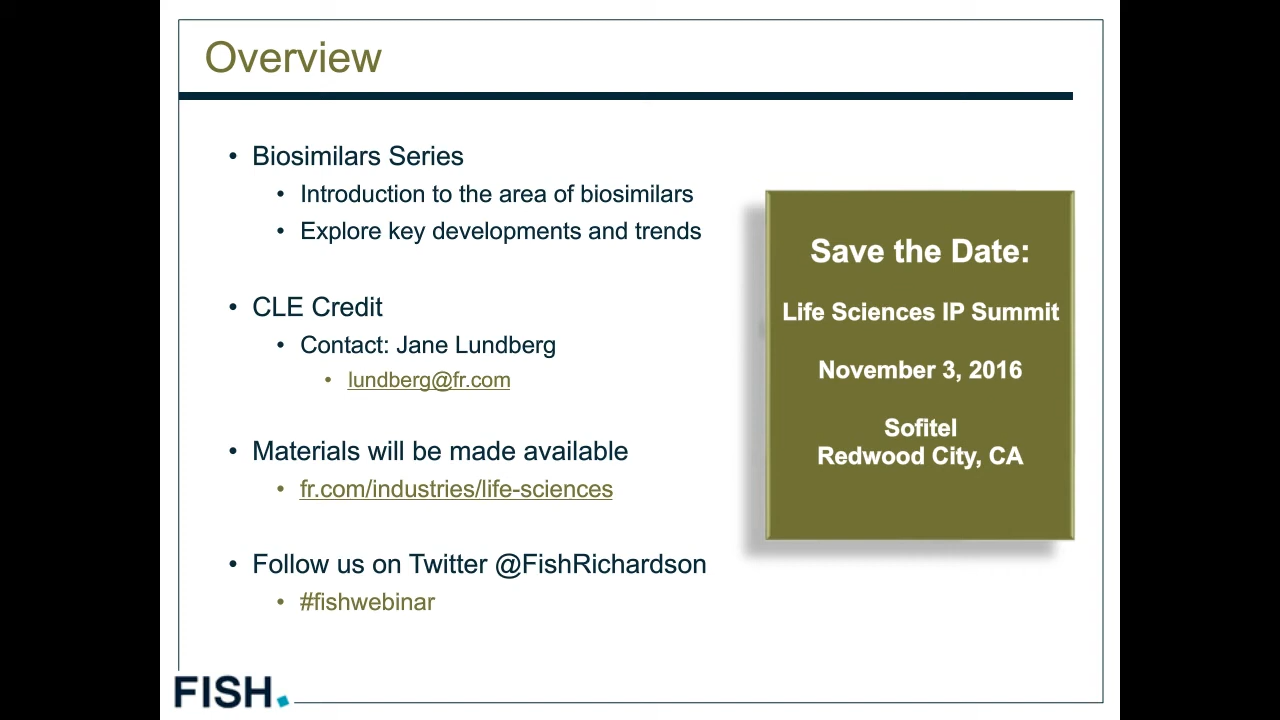 Overview
• Biosimilars Series
• Introduction to the area of biosimilars
• Explore key developments and trends
• CLE Credit
• Contact: Jane Lundberg
• lundberg@fr.com
• Materials will be made available
• fr.com/industries/life-sciences
• Follow us on Twitter @FishRichardson
• #fishwebinar
Save the Date:
Life Sciences IP Summit
November 3, 2016
Sofitel
Redwood City, CA
FISH.